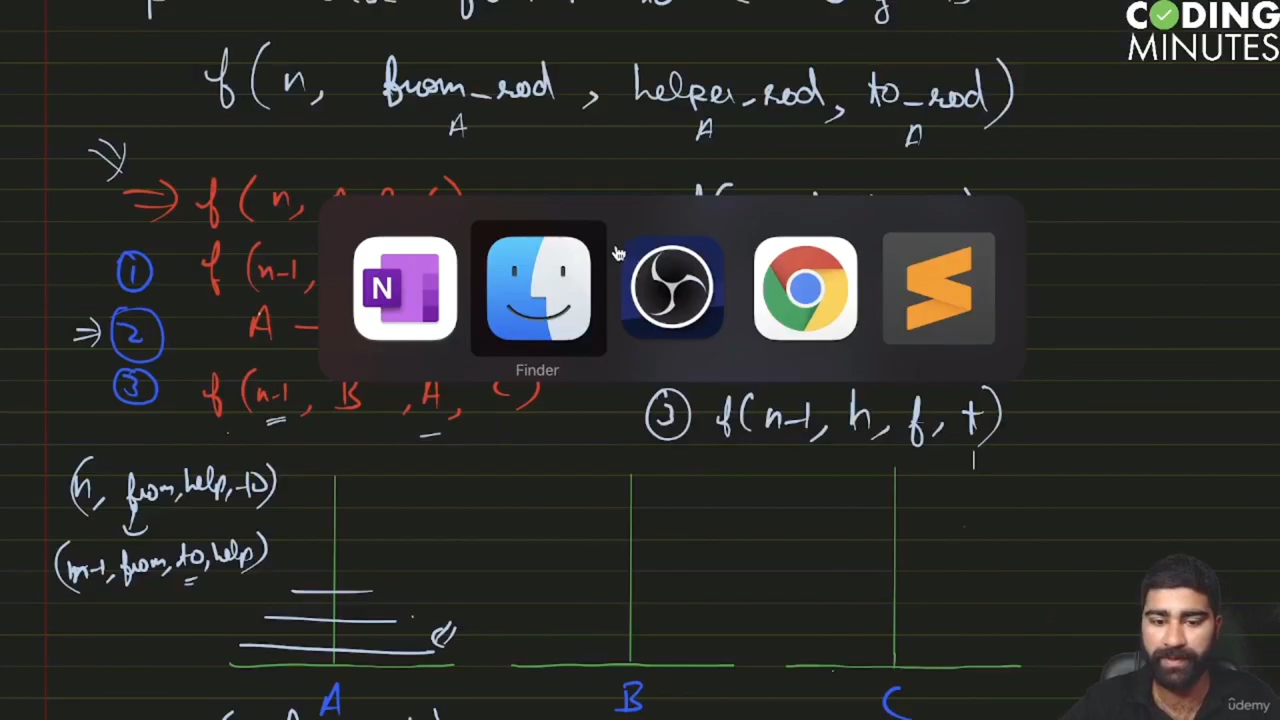 CODING
MINUTES
f(n, from_rod, helper_rod, to_rod)
A A A
⇒ f(n,
① f(n-1,
⇒ ② A —
③ f(n-1, B, A, C)
③ f(n-1, h, f, t)
(n, from, help, to)
(n-1, from, to, help)
N
Finder
A B C
ûdemy